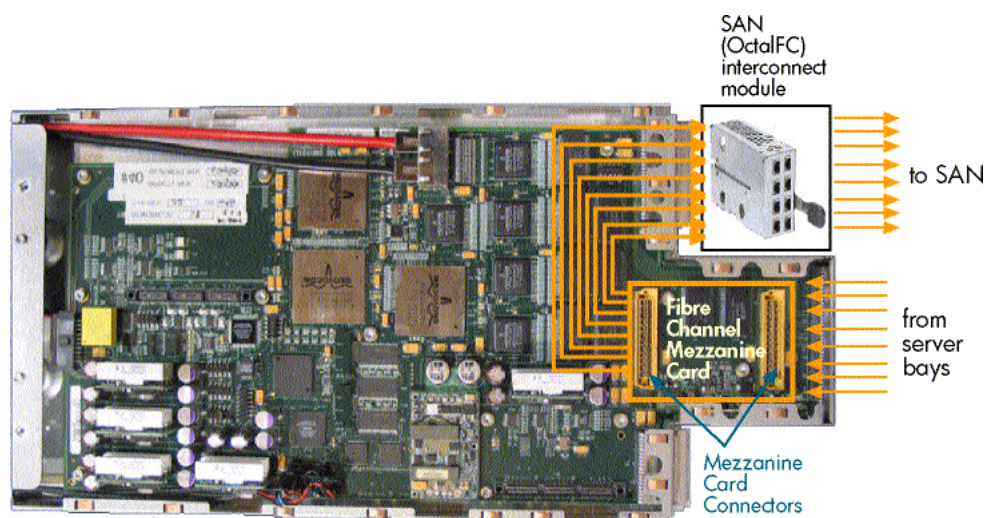 SAN
(OctalFC)
interconnect
module
to SAN
Fibre
Channel
Mezzanine
Card
from
server
bays
Mezzanine
Card
Connectors